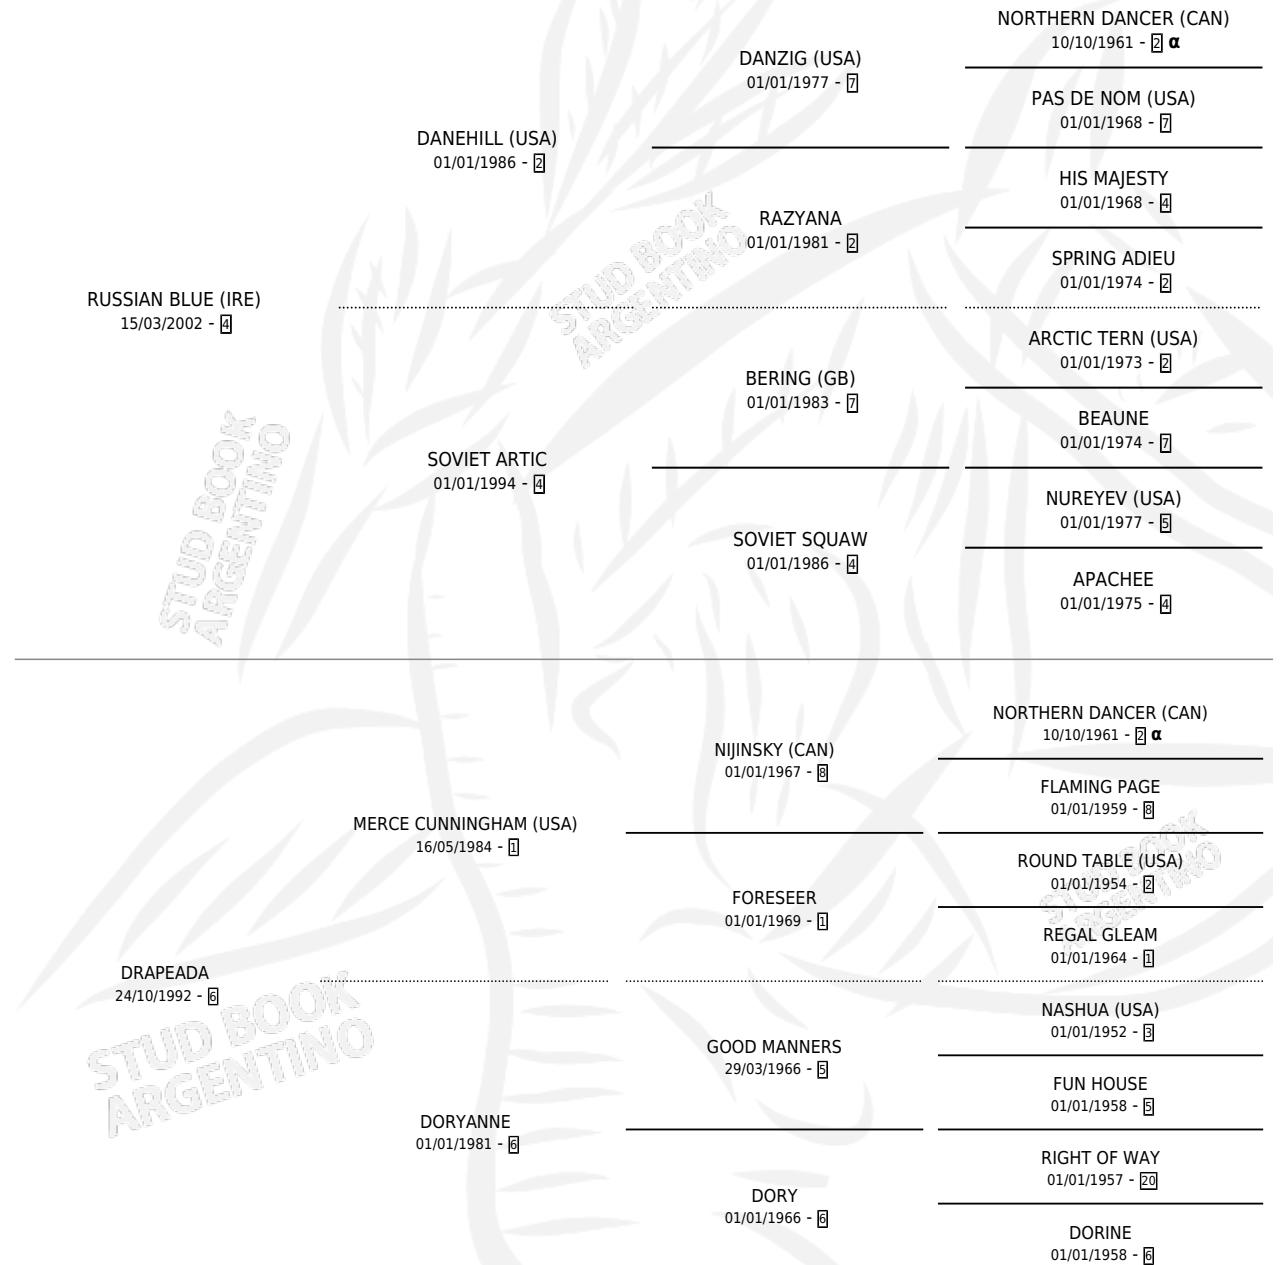 NORTHERN DANCER (CAN)
10/10/1961 - 2 α
DANZIG (USA)
01/01/1977 - 7
PAS DE NOM (USA)
01/01/1968 - 7
DANEHILL (USA)
01/01/1986 - 2
HIS MAJESTY
01/01/1968 - 4
RAZYANA
01/01/1981 - 2
SPRING ADIEU
01/01/1974 - 2
RUSSIAN BLUE (IRE)
15/03/2002 - 4
ARCTIC TERN (USA)
01/01/1973 - 2
BERING (GB)
01/01/1983 - 7
BEAUNE
01/01/1974 - 7
SOVIET ARTIC
01/01/1994 - 4
NUREYEV (USA)
01/01/1977 - 5
SOVIET SQUAW
01/01/1986 - 4
APACHEE
01/01/1975 - 4
NORTHERN DANCER (CAN)
10/10/1961 - 2 α
NIJINSKY (CAN)
01/01/1967 - 8
FLAMING PAGE
01/01/1959 - 8
MERCE CUNNINGHAM (USA)
16/05/1984 - 1
ROUND TABLE (USA)
01/01/1954 - 2
FORESEER
01/01/1969 - 1
REGAL GLEAM
01/01/1964 - 1
DRAPEADA
24/10/1992 - 6
NASHUA (USA)
01/01/1952 - 3
GOOD MANNERS
29/03/1966 - 5
FUN HOUSE
01/01/1958 - 5
DORYANNE
01/01/1981 - 6
RIGHT OF WAY
01/01/1957 - 20
DORY
01/01/1966 - 6
DORINE
01/01/1958 - 6
STUD BOOK
ARGENTINO
STUD BOOK
ARGENTINO
STUD BOOK
ARGENTINO
STUD BOOK
ARGENTINO